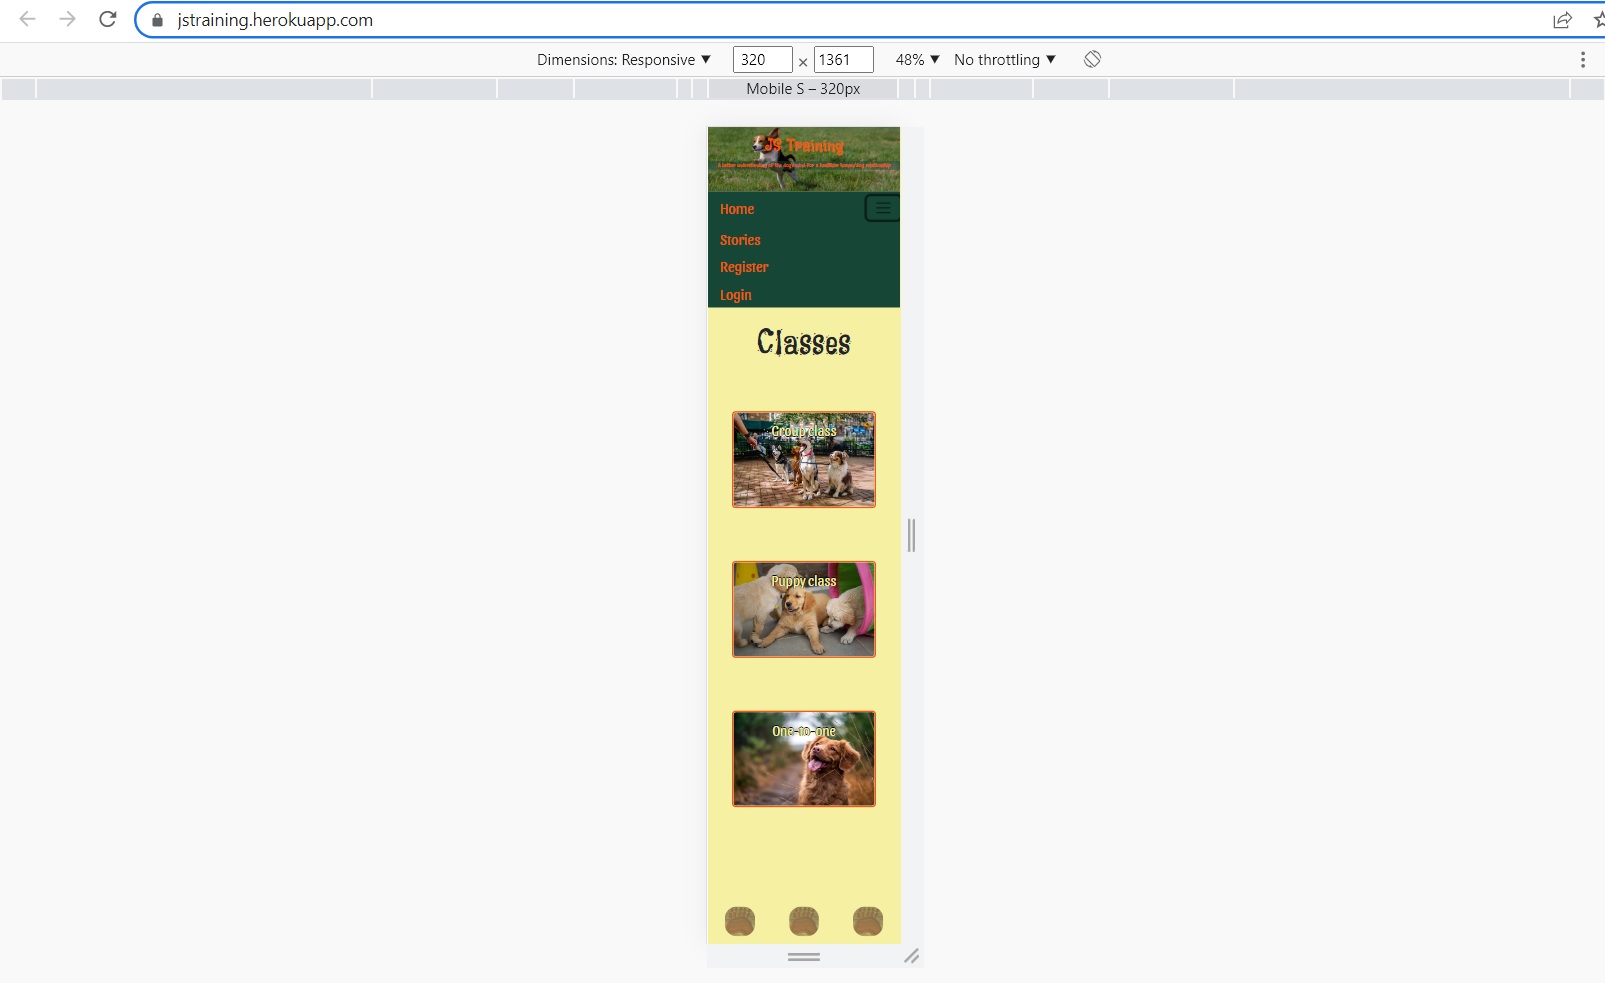 jstraining.herokuapp.com
Dimensions: Responsive ▼ 320 × 1361 48% ▼ No throttling ▼
Mobile S – 320px
JS Training
Home
Stories
Register
Login
Classes
Group class
Puppy class
One-to-one